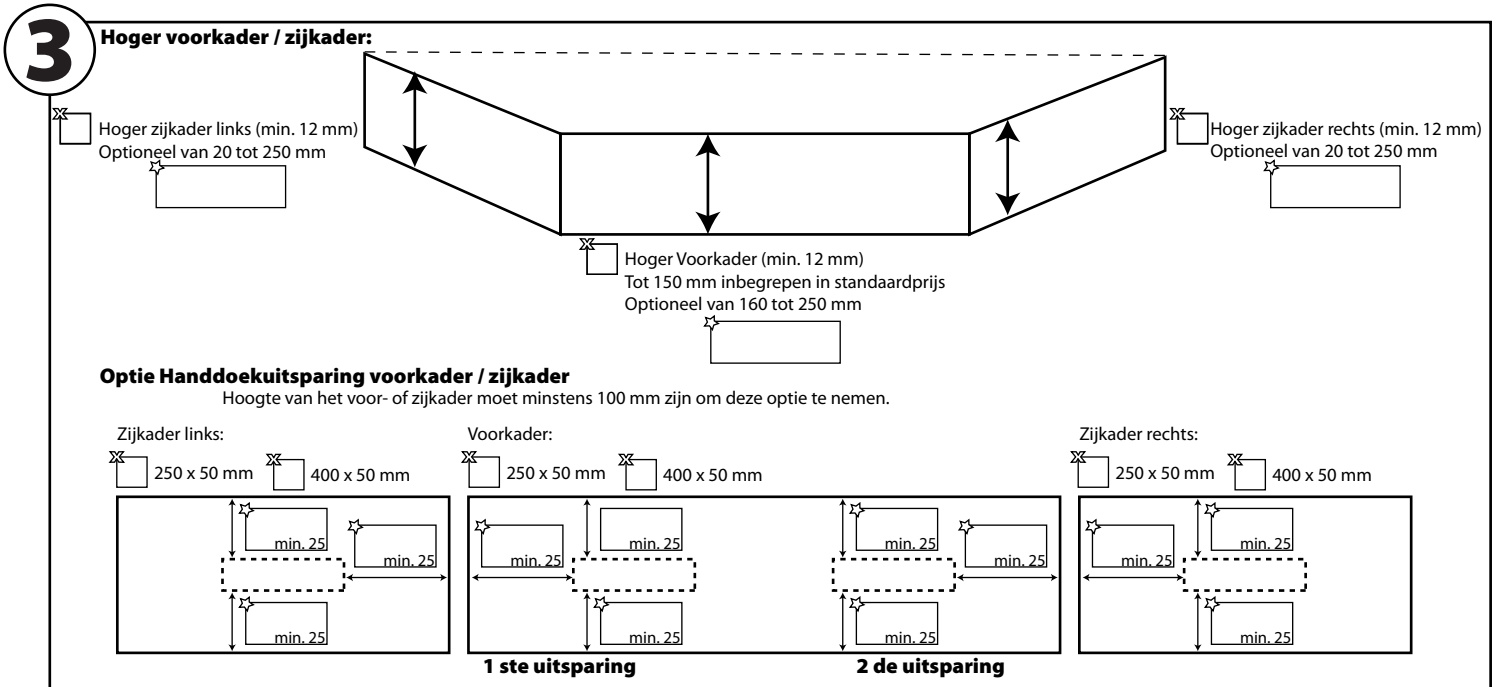 3
Hoger voorkader / zijkader:
Hoger zijkader links (min. 12 mm)
Optioneel van 20 tot 250 mm
Hoger zijkader rechts (min. 12 mm)
Optioneel van 20 tot 250 mm
Hoger Voorkader (min. 12 mm)
Tot 150 mm inbegrepen in standaardprijs
Optioneel van 160 tot 250 mm
Optie Handdoekuitsparing voorkader / zijkader
Hoogte van het voor- of zijkader moet minstens 100 mm zijn om deze optie te nemen.
Zijkader links:
250 x 50 mm
400 x 50 mm
min. 25
min. 25
min. 25
Voorkader:
250 x 50 mm
400 x 50 mm
min. 25
min. 25
min. 25
min. 25
min. 25
min. 25
1 ste uitsparing
2 de uitsparing
Zijkader rechts:
250 x 50 mm
400 x 50 mm
min. 25
min. 25
min. 25